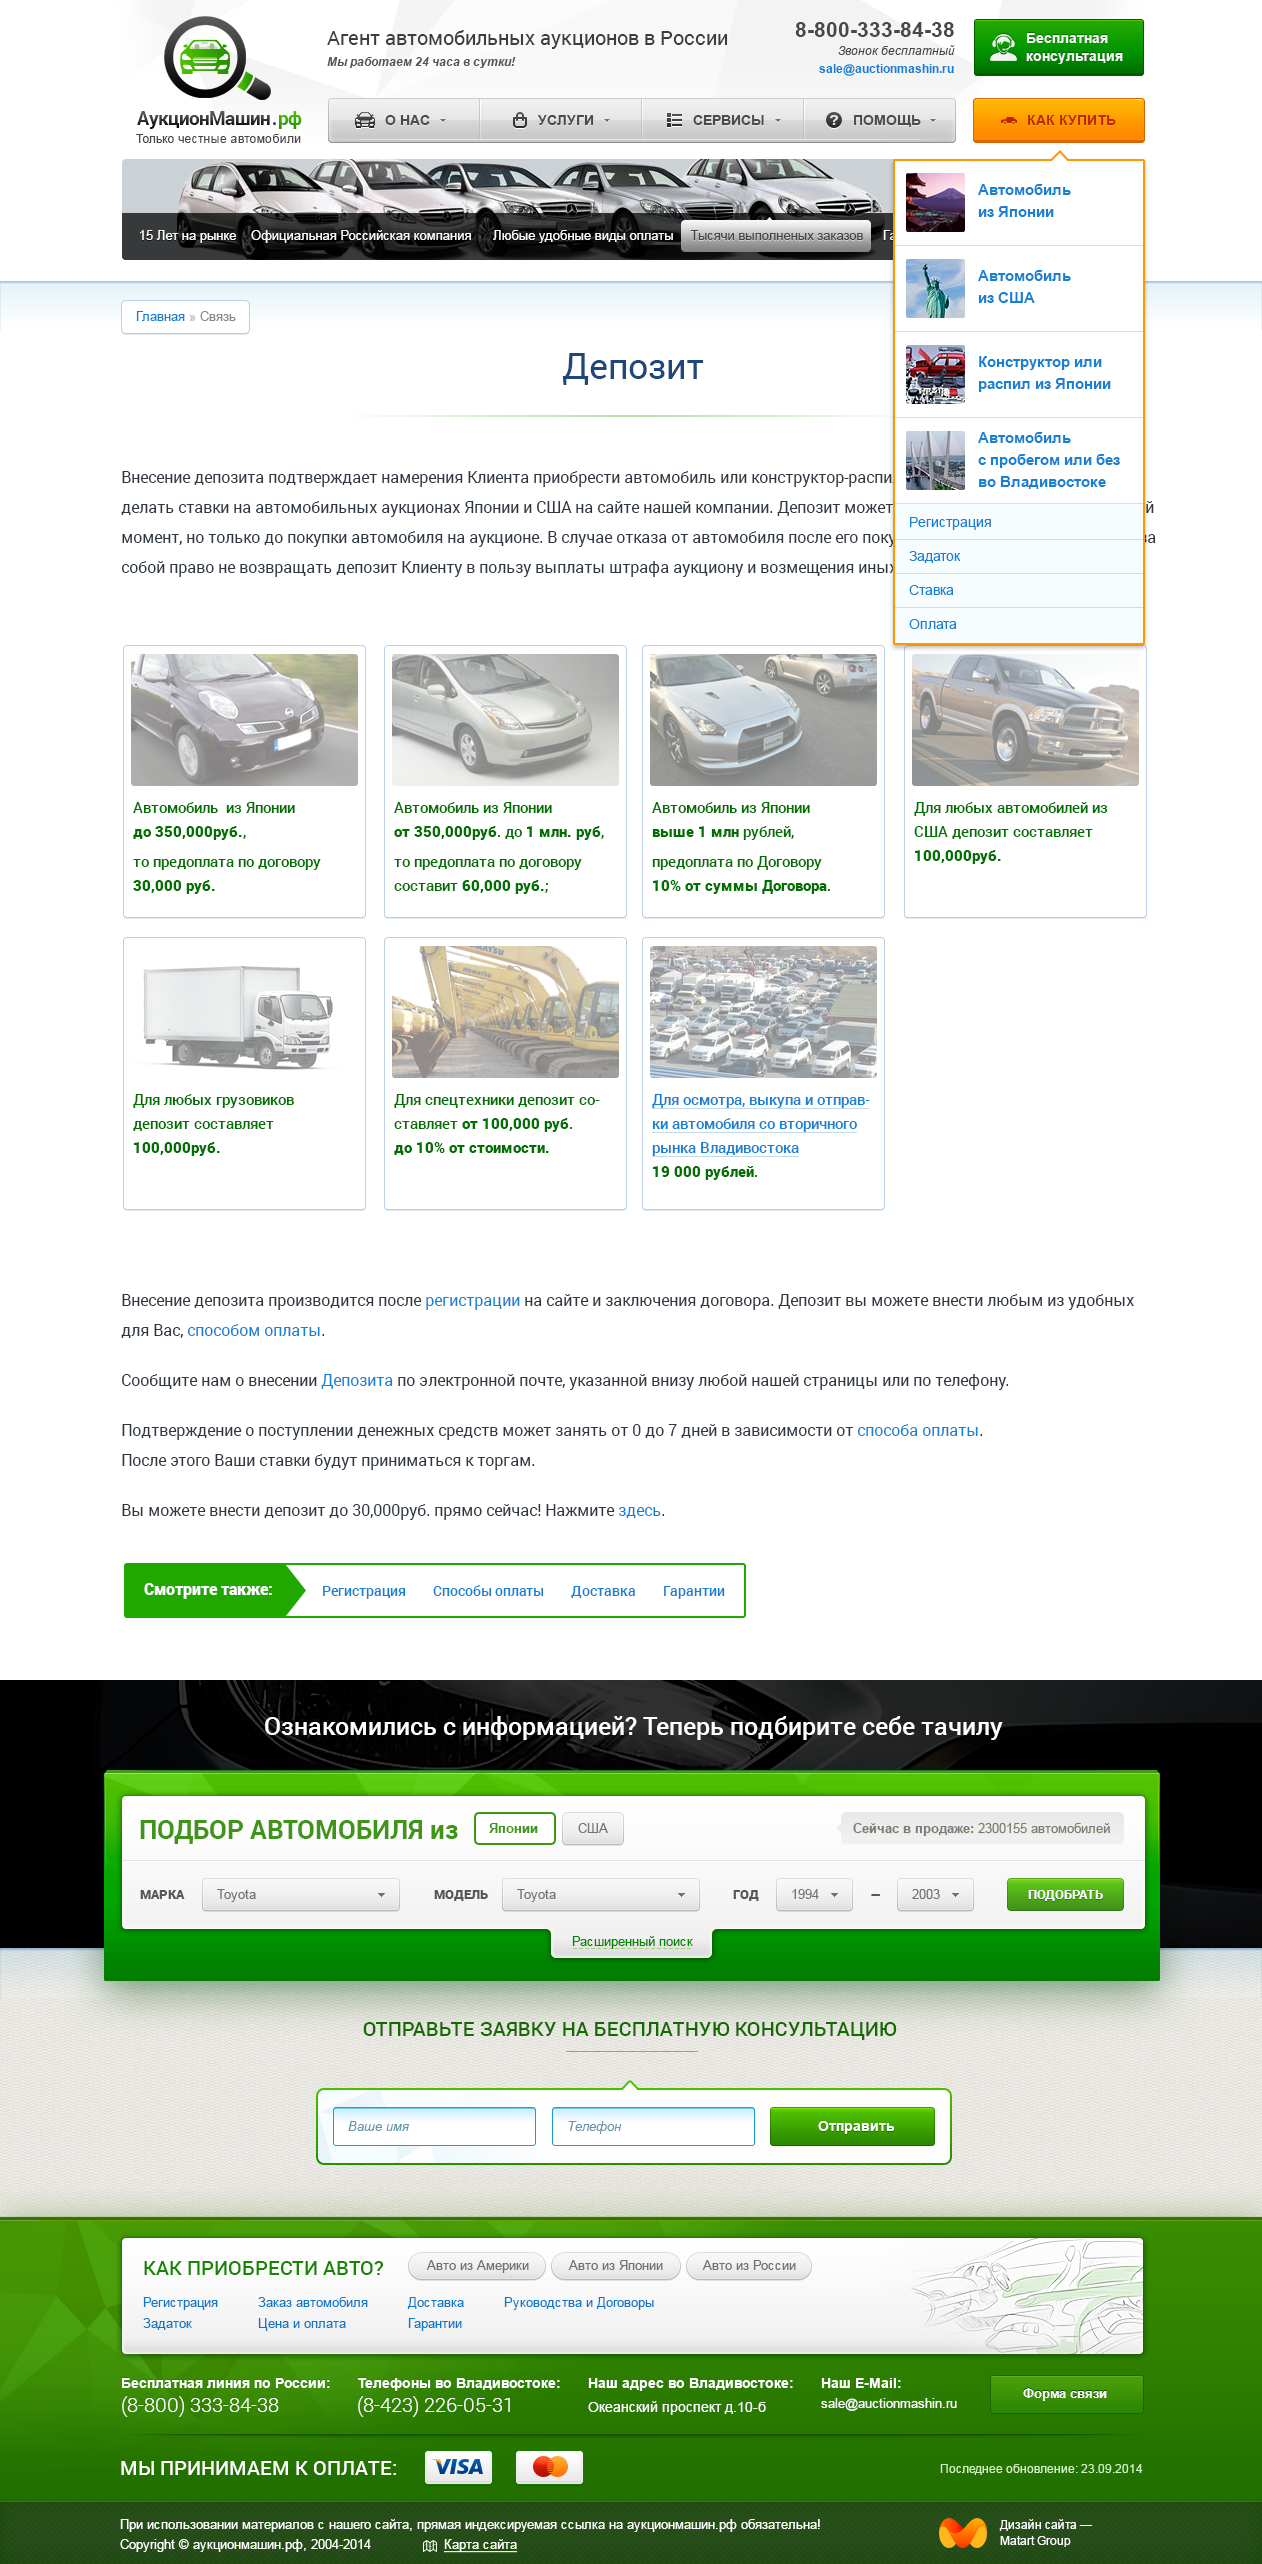 Агент автомобильных аукционов в России
Мы работаем 24 часа в сутки!
8-800-333-84-38
Звонок бесплатный
sale@auctionmashin.ru
Бесплатная
консультация
АукционМашин.рф
Только честные автомобили
О НАС
УСЛУГИ
СЕРВИСЫ
ПОМОЩЬ
КАК КУПИТЬ
15 Лет на рынке
Официальная Российская компания
Любые удобные виды оплаты
Тысячи выполненых заказов
Автомобиль
из Японии
Автомобиль
из США
Конструктор или
распил из Японии
Автомобиль
с пробегом или без
во Владивостоке
Регистрация
Задаток
Ставка
Оплата
Главная » Связь
Депозит
Внесение депозита подтверждает намерения Клиента приобрести автомобиль или
делать ставки на автомобильных аукционах Японии и США на сайте нашей компании. Депозит может
момент, но только до покупки автомобиля на аукционе. В случае отказа от автомобиля после его
собой право не возвращать депозит Клиенту в пользу выплаты штрафа аукциону и возмещения иных
Автомобиль из Японии
до 350,000руб.,
то предоплата по договору
30,000 руб.
Автомобиль из Японии
от 350,000руб. до 1 млн. руб,
то предоплата по договору
составит 60,000 руб.;
Автомобиль из Японии
выше 1 млн рублей,
предоплата по Договору
10% от суммы Договора.
Для любых автомобилей из
США депозит составляет
100,000руб.
Для любых грузовиков
депозит составляет
100,000руб.
Для спецтехники депозит со-
ставляет от 100,000 руб.
до 10% от стоимости.
Для осмотра, выкупа и отправ-
ки автомобиля со вторичного
рынка Владивостока
19 000 рублей.
Внесение депозита производится после регистрации на сайте и заключения договора. Депозит вы можете внести любым из удобных
для Вас, способом оплаты.
Сообщите нам о внесении Депозита по электронной почте, указанной внизу любой нашей страницы или по телефону.
Подтверждение о поступлении денежных средств может занять от 0 до 7 дней в зависимости от способа оплаты.
После этого Ваши ставки будут приниматься к торгам.
Вы можете внести депозит до 30,000руб. прямо сейчас! Нажмите здесь.
Смотрите также:
Регистрация
Способы оплаты
Доставка
Гарантии
Ознакомились с информацией? Теперь подбирите себе тачилу
ПОДБОР АВТОМОБИЛЯ из
Японии
США
Сейчас в продаже: 2300155 автомобилей
МАРКА
Toyota
МОДЕЛЬ
Toyota
ГОД
1994
–
2003
ПОДОБРАТЬ
Расширенный поиск
ОТПРАВЬТЕ ЗАЯВКУ НА БЕСПЛАТНУЮ КОНСУЛЬТАЦИЮ
Ваше имя
Телефон
Отправить
КАК ПРИОБРЕСТИ АВТО?
Авто из Америки
Авто из Японии
Авто из России
Регистрация
Заказ автомобиля
Доставка
Руководства и Договоры
Задаток
Цена и оплата
Гарантии
Бесплатная линия по России:
(8-800) 333-84-38
Телефоны во Владивостоке:
(8-423) 226-05-31
Наш адрес во Владивостоке:
Океанский проспект д.10-б
Наш E-Mail:
sale@auctionmashin.ru
Форма связи
МЫ ПРИНИМАЕМ К ОПЛАТЕ:
VISA
Последнее обновление: 23.09.2014
При использовании материалов с нашего сайта, прямая индексируемая ссылка на аукционмашин.рф обязательна!
Copyright © аукционмашин.рф, 2004-2014
Карта сайта
Дизайн сайта —
Matart Group